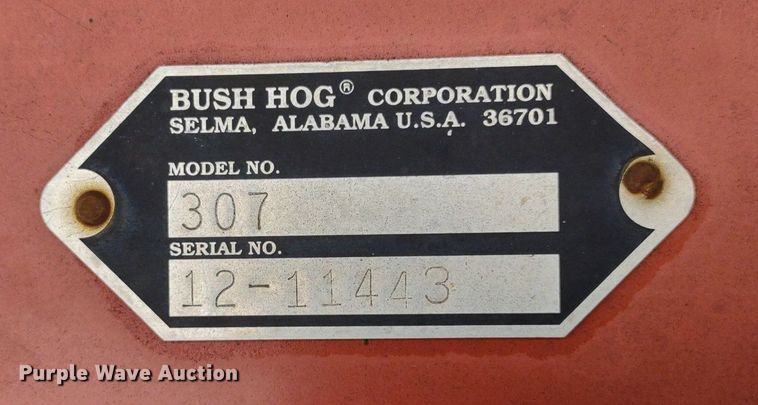 BUSH HOG® CORPORATION
SELMA, ALABAMA U.S.A. 36701
MODEL NO.
307
SERIAL NO.
12-11443
Purple Wave Auction